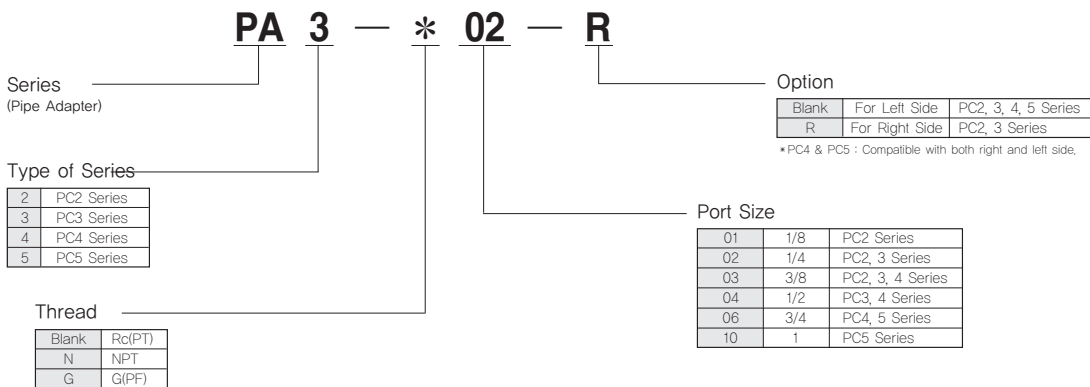 PA 3 — * 02 — R
Series
(Pipe Adapter)
Type of Series
2 PC2 Series
3 PC3 Series
4 PC4 Series
5 PC5 Series
Thread
Blank Rc(PT)
N NPT
G G(PF)
Option
Blank For Left Side PC2, 3, 4, 5 Series
R For Right Side PC2, 3 Series
*PC4 & PC5 : Compatible with both right and left side.
Port Size
01 1/8 PC2 Series
02 1/4 PC2, 3 Series
03 3/8 PC2, 3, 4 Series
04 1/2 PC3, 4 Series
06 3/4 PC4, 5 Series
10 1 PC5 Series